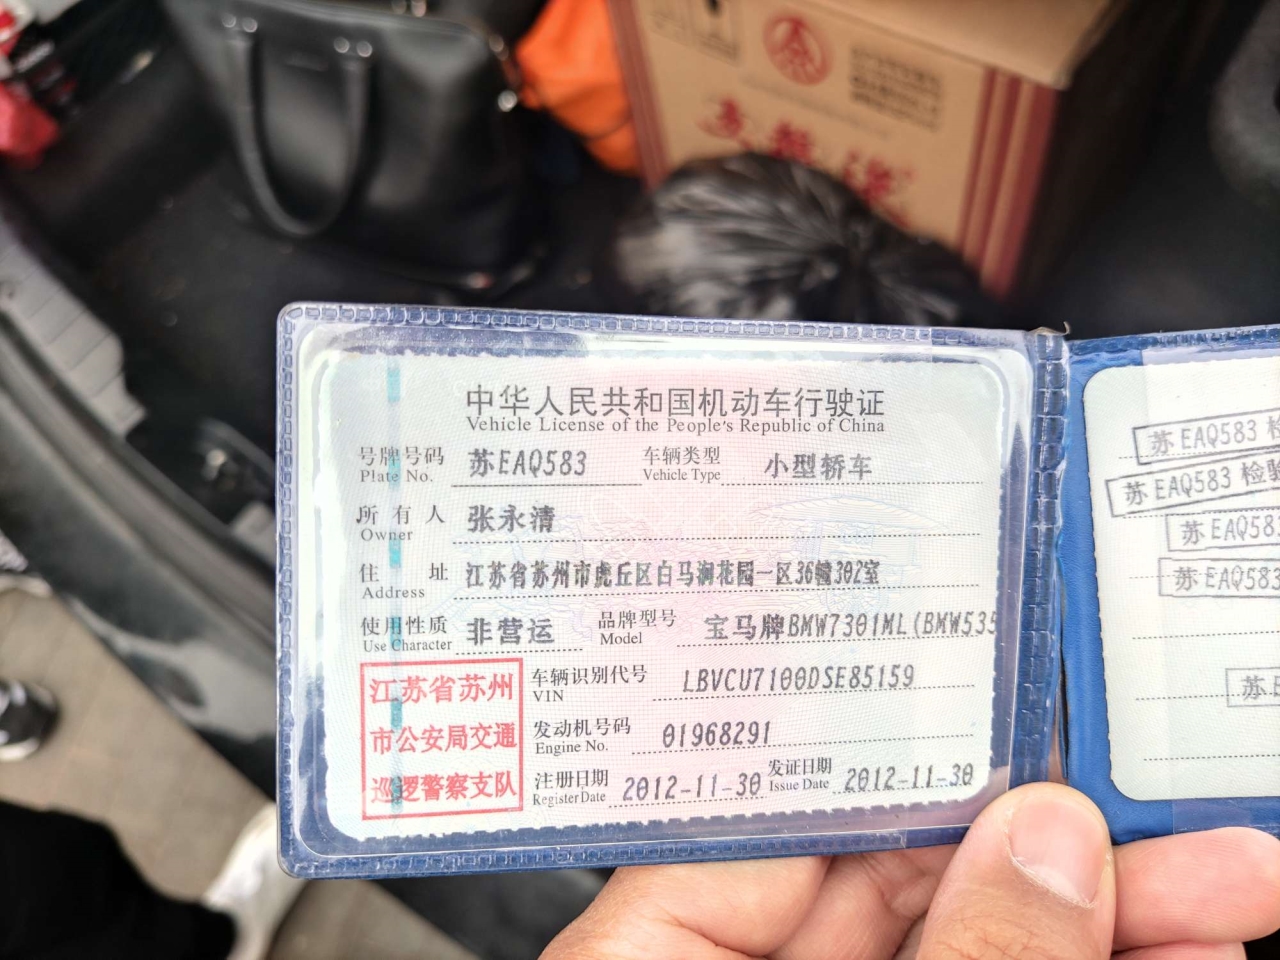 中华人民共和国机动车行驶证
Vehicle License of the People's Republic of China
号牌号码 苏EAQ583 车辆类型 小型轿车
Plate No. Vehicle Type
所有人 张永清
Owner
住址 江苏省苏州市虎丘区白马涧花园一区36幢302室
Address
使用性质 非营运 品牌型号 宝马牌BMW7301ML(BMW535
Use Character Model
车辆识别代号 LBVCU7100DSE85159
VIN
发动机号码 01968291
Engine No.
注册日期 2012-11-30 发证日期 2012-11-30
Register Date Issue Date
江苏省苏州
市公安局交通
巡逻警察支队
苏EAQ583 检
苏EAQ583 检验
苏EAQ58
苏EAQ583
苏E